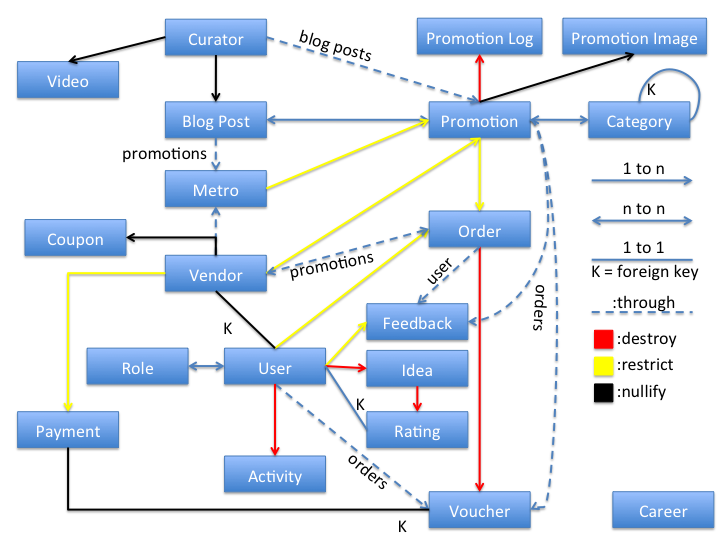 Curator
blog posts
Promotion Log
Promotion Image
Video
K
Blog Post
Promotion
Category
promotions
1 to n
Metro
n to n
Coupon
Order
1 to 1
Vendor
promotions
user
K = foreign key
:through
orders
K
Feedback
:destroy
Role
User
Idea
:restrict
:nullify
K
Payment
Rating
Activity
orders
Voucher
Career
K